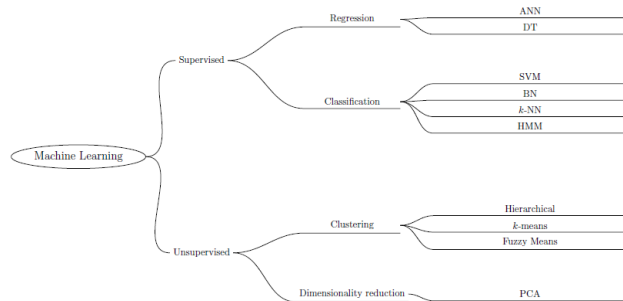 ANN
Regression
DT
Supervised
SVM
Classification
BN
k-NN
HMM
Machine Learning
Hierarchical
Clustering
k-means
Fuzzy Means
Unsupervised
Dimensionality reduction
PCA